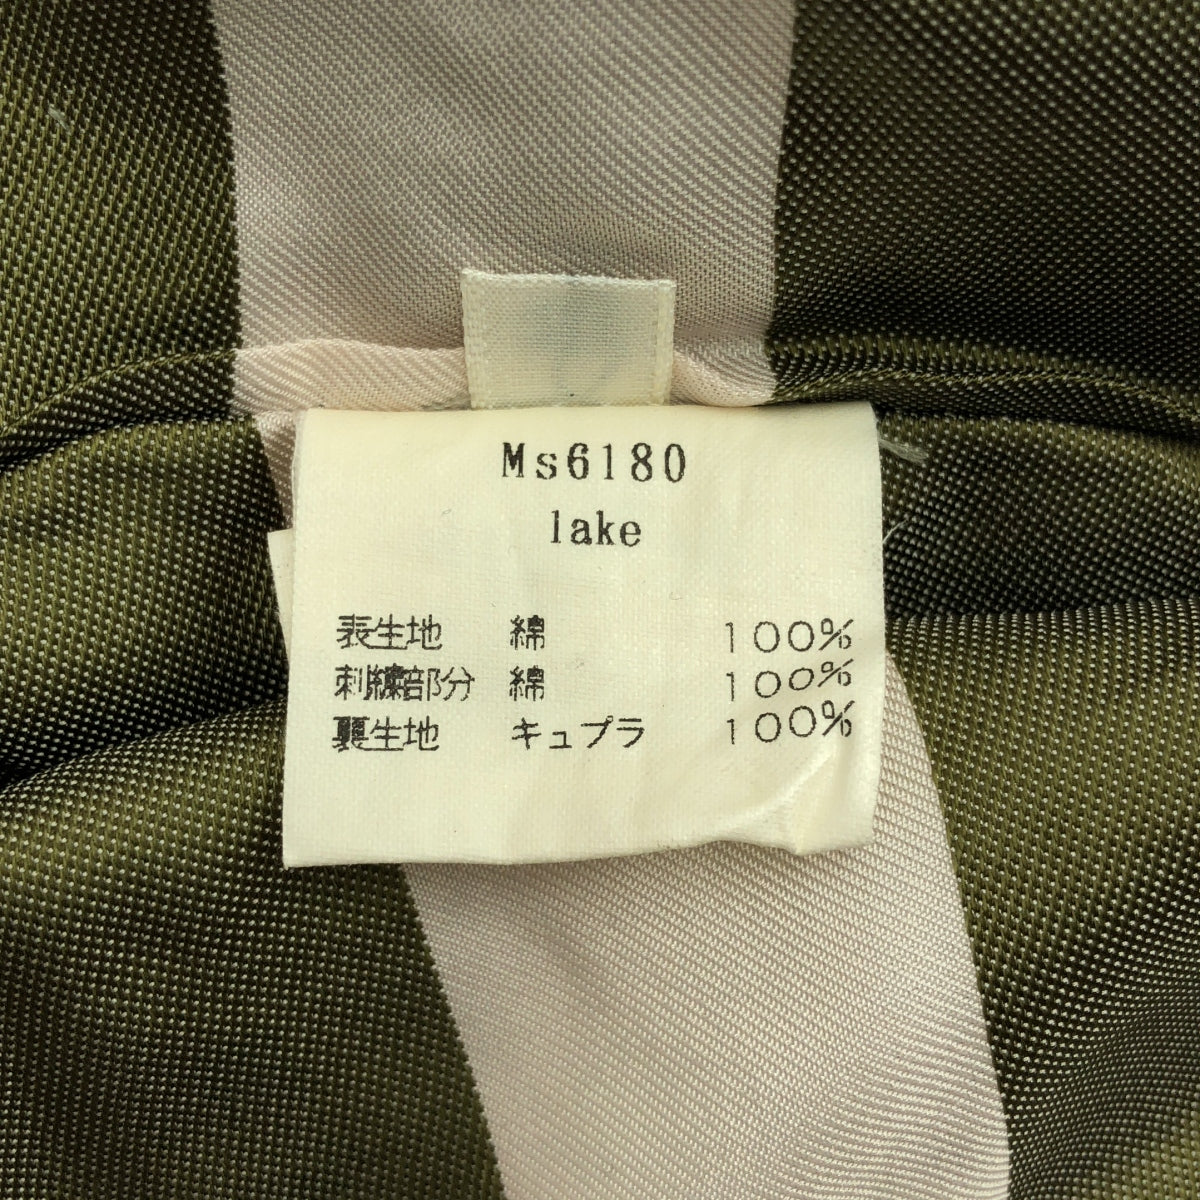 Ms6180
lake
表生地 綿 100%
刺繍部分 綿 100%
裏生地 キュプラ 100%